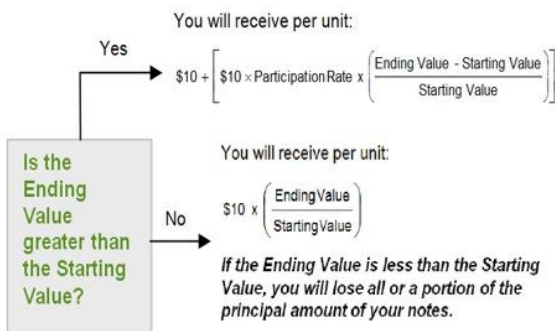 You will receive per unit:
Yes
$10 + [$10 × Participation Rate x (Ending Value - Starting Value / Starting Value)]
Is the
Ending
Value
greater than
the Starting
Value?
You will receive per unit:
No
$10 x (Ending Value / Starting Value)
If the Ending Value is less than the Starting
Value, you will lose all or a portion of the
principal amount of your notes.